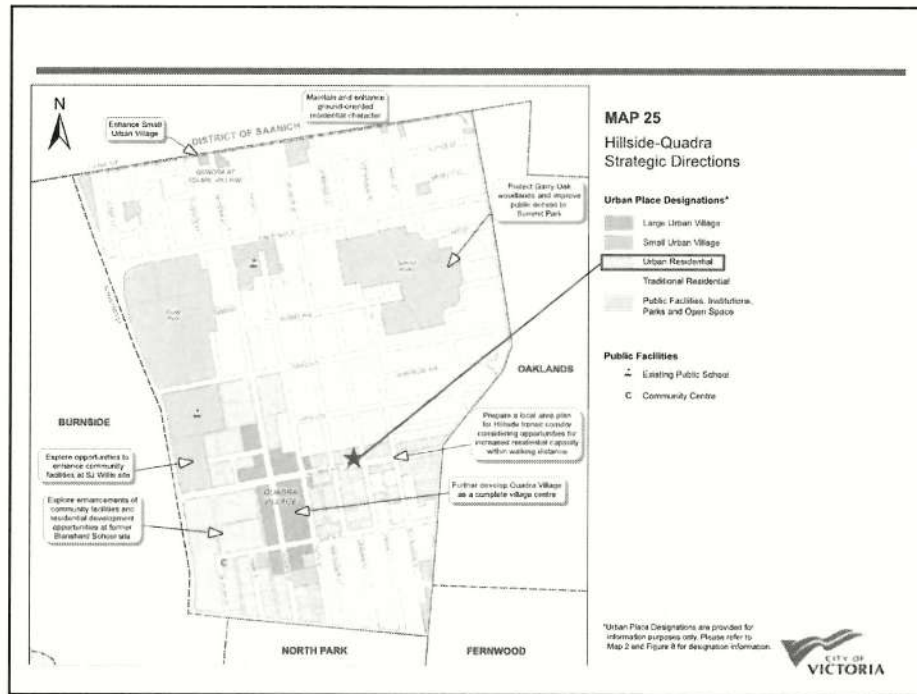 N
Enhance Small
Urban Village
Maintain and enhance
ground-oriented
residential character
DISTRICT OF SAANICH
Protect Garry Oak
woodlands and improve
public access to
Summit Park
OAKLANDS
BURNSIDE
Prepare a local area plan
for Hillside transit corridor
considering opportunities for
increased residential capacity
within walking distance
Explore opportunities to
enhance community
facilities at SJ Willis site
QUADRA
VILLAGE
Further develop Quadra Village
as a complete village centre
Explore enhancements of
community facilities and
residential development
opportunities at former
Blanshard School site
C
NORTH PARK
FERNWOOD
MAP 25
Hillside-Quadra
Strategic Directions
Urban Place Designations*
Large Urban Village
Small Urban Village
Urban Residential
Traditional Residential
Public Facilities, Institutions,
Parks and Open Space
Public Facilities
Existing Public School
C Community Centre
*Urban Place Designations are provided for
information purposes only. Please refer to
Map 2 and Figure 8 for designation information.
CITY OF
VICTORIA